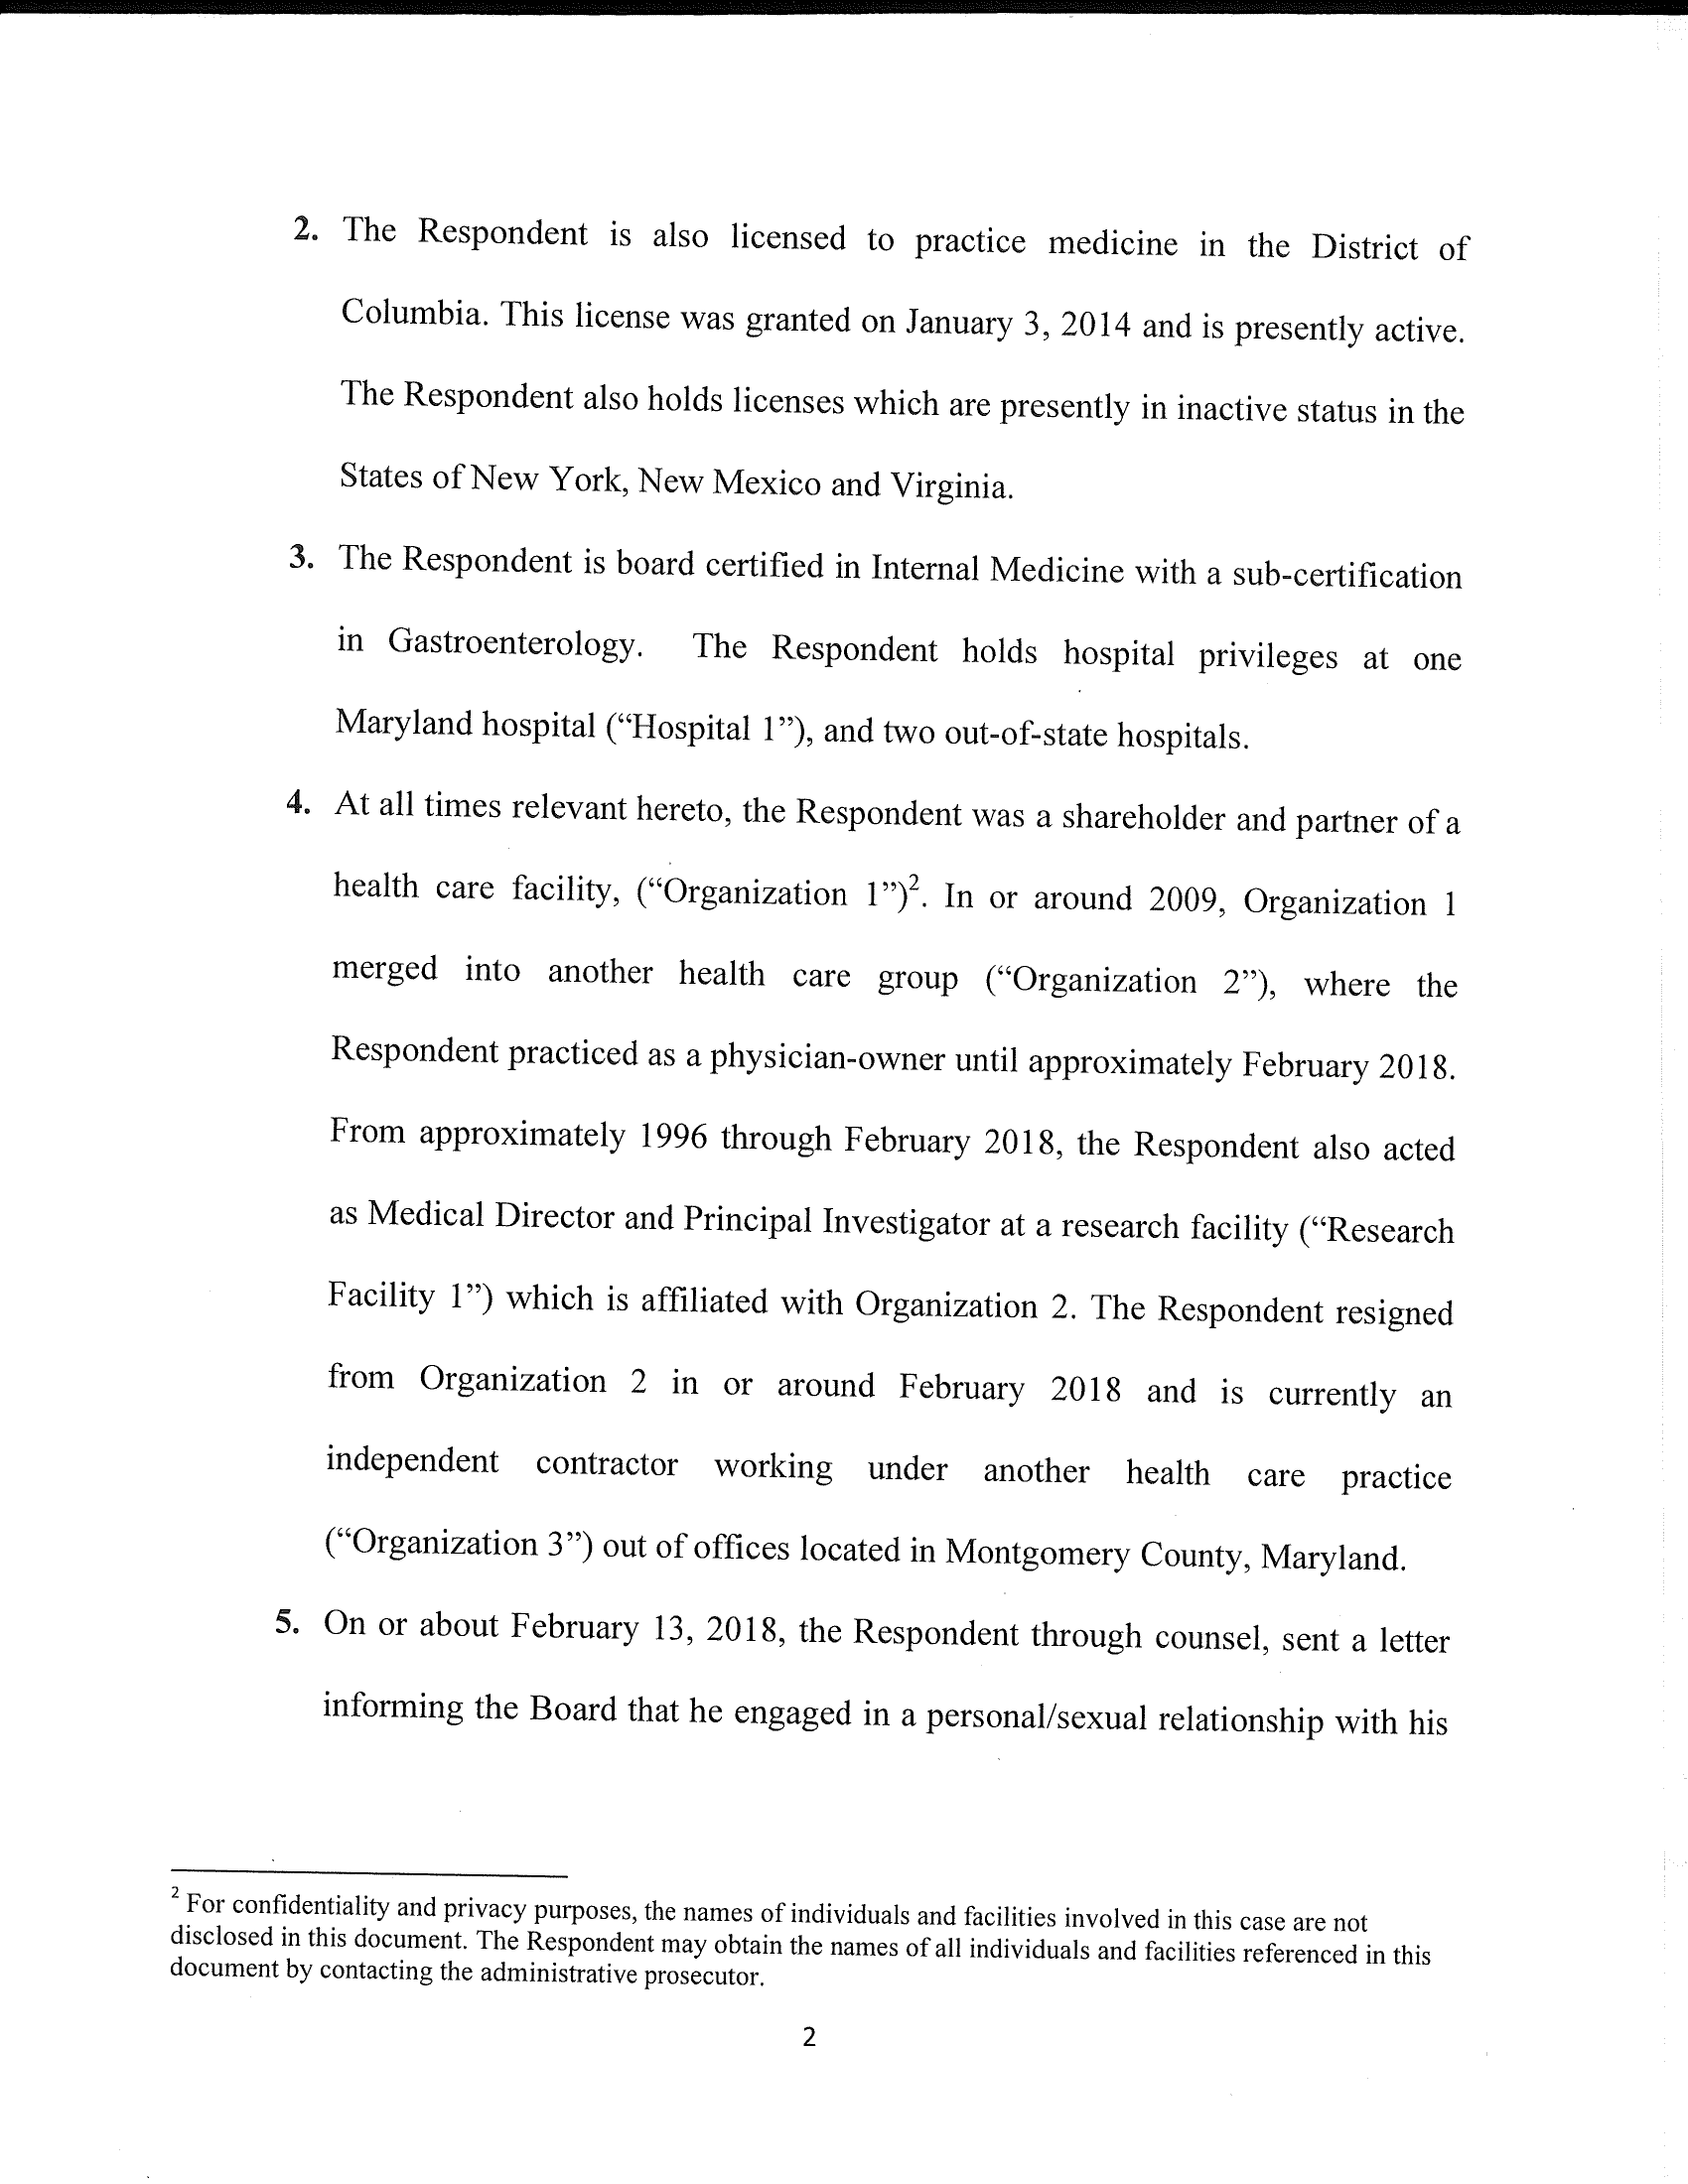 2. The Respondent is also licensed to practice medicine in the District of
Columbia. This license was granted on January 3, 2014 and is presently active.
The Respondent also holds licenses which are presently in inactive status in the
States of New York, New Mexico and Virginia.
3. The Respondent is board certified in Internal Medicine with a sub-certification
in Gastroenterology. The Respondent holds hospital privileges at one
Maryland hospital (“Hospital 1”), and two out-of-state hospitals.
4. At all times relevant hereto, the Respondent was a shareholder and partner of a
health care facility, (“Organization 1”)². In or around 2009, Organization 1
merged into another health care group (“Organization 2”), where the
Respondent practiced as a physician-owner until approximately February 2018.
From approximately 1996 through February 2018, the Respondent also acted
as Medical Director and Principal Investigator at a research facility (“Research
Facility 1”) which is affiliated with Organization 2. The Respondent resigned
from Organization 2 in or around February 2018 and is currently an
independent contractor working under another health care practice
(“Organization 3”) out of offices located in Montgomery County, Maryland.
5. On or about February 13, 2018, the Respondent through counsel, sent a letter
informing the Board that he engaged in a personal/sexual relationship with his
² For confidentiality and privacy purposes, the names of individuals and facilities involved in this case are not
disclosed in this document. The Respondent may obtain the names of all individuals and facilities referenced in this
document by contacting the administrative prosecutor.
2